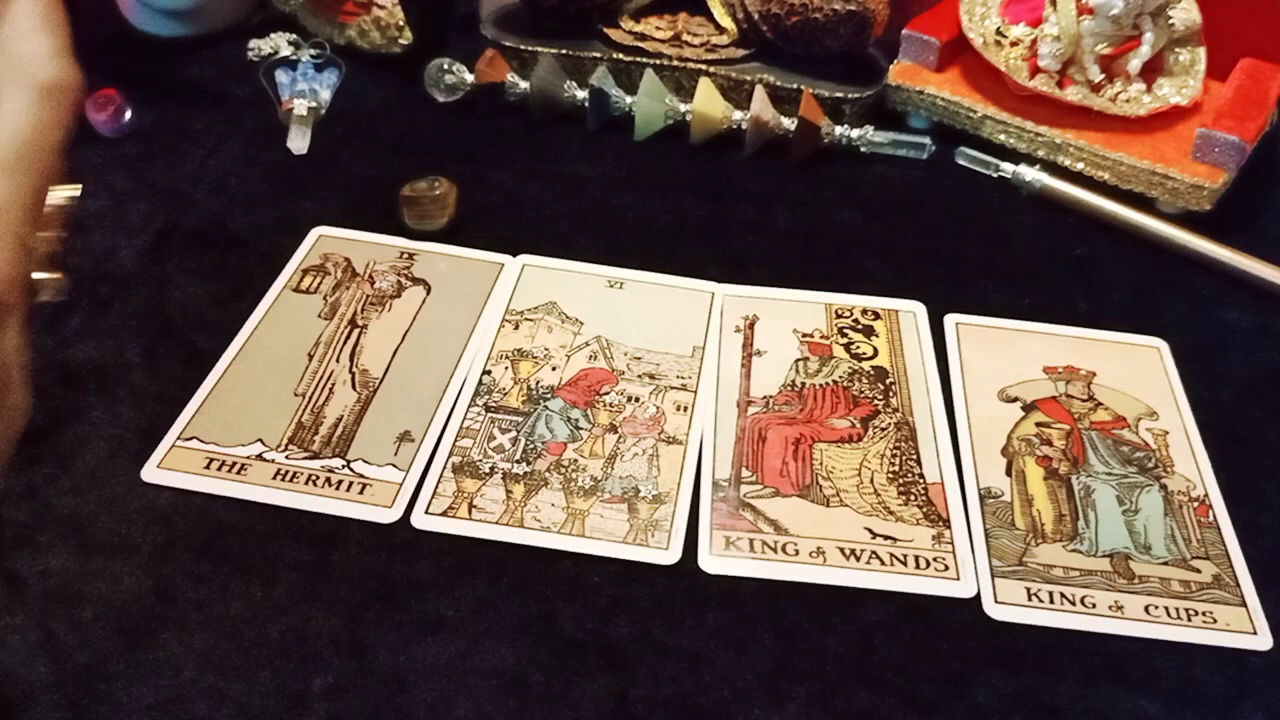 IX
THE HERMIT.
VI
KING of WANDS
KING of CUPS.